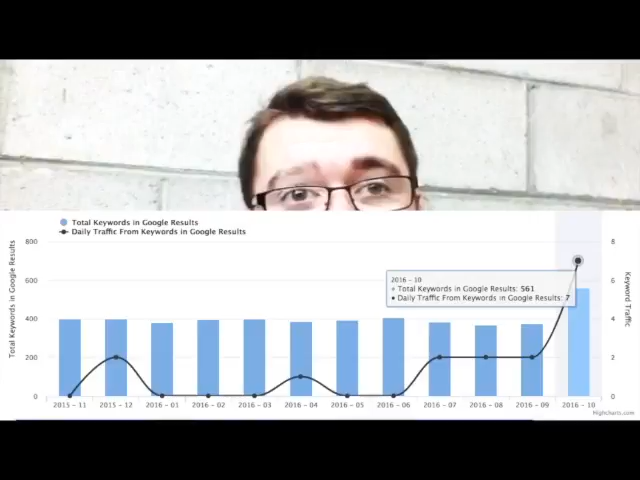 Total Keywords in Google Results
Daily Traffic From Keywords in Google Results
Total Keywords in Google Results
800
600
400
200
0
8
6
4
2
0
Keyword Traffic
2016 - 10
Total Keywords in Google Results: 561
Daily Traffic From Keywords in Google Results: 7
2015 - 11 2015 - 12 2016 - 01 2016 - 02 2016 - 03 2016 - 04 2016 - 05 2016 - 06 2016 - 07 2016 - 08 2016 - 09 2016 - 10
Highcharts.com